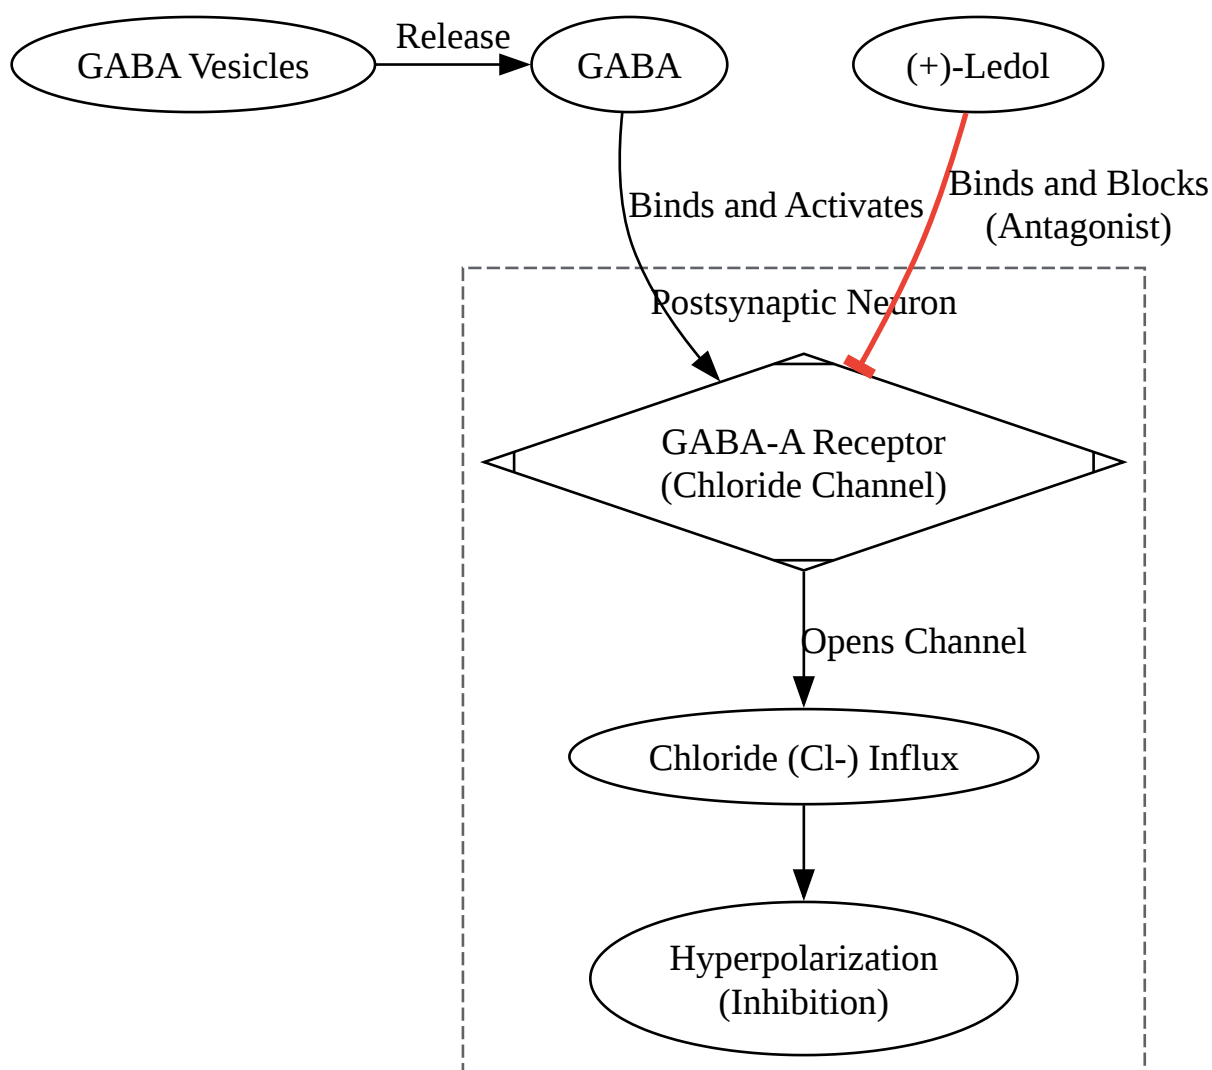 GABA Vesicles
Release
GABA
(+)-Ledol
Binds and Activates
Binds and Blocks
(Antagonist)
Postsynaptic Neuron
GABA-A Receptor
(Chloride Channel)
Opens Channel
Chloride (Cl-) Influx
Hyperpolarization
(Inhibition)